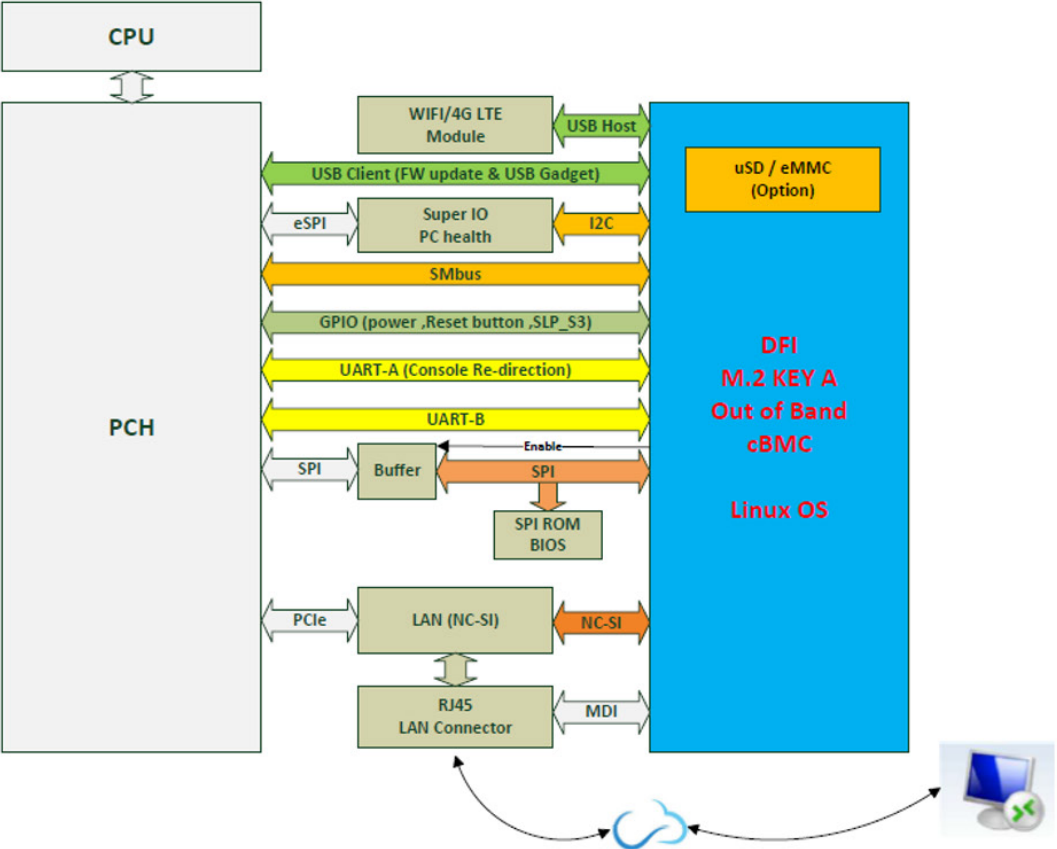 CPU
WIFI/4G LTE
Module
USB Host
USB Client (FW update & USB Gadget)
uSD / eMMC
(Option)
eSPI
Super IO
PC health
I2C
SMbus
GPIO (power ,Reset button ,SLP_S3)
UART-A (Console Re-direction)
UART-B
PCH
DFI
M.2 KEY A
Out of Band
cBMC
Linux OS
Enable
SPI
Buffer
SPI
SPI ROM
BIOS
PCIe
LAN (NC-SI)
NC-SI
RJ45
LAN Connector
MDI